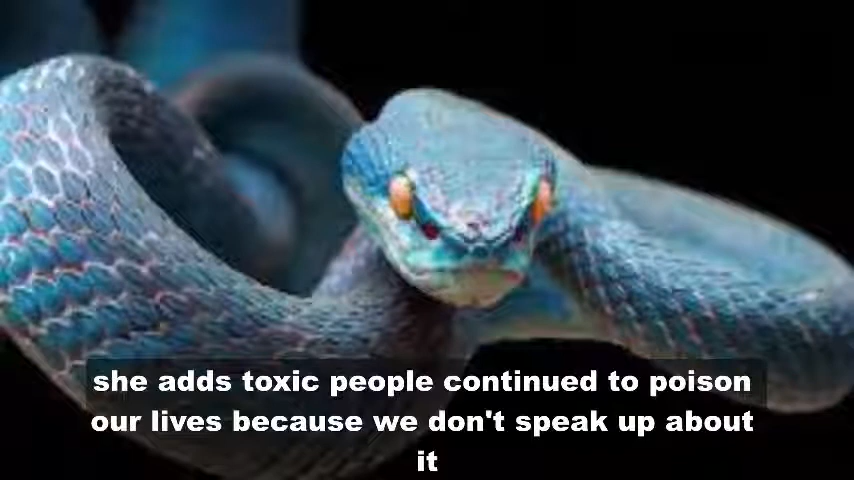 she adds toxic people continued to poison
our lives because we don't speak up about
it